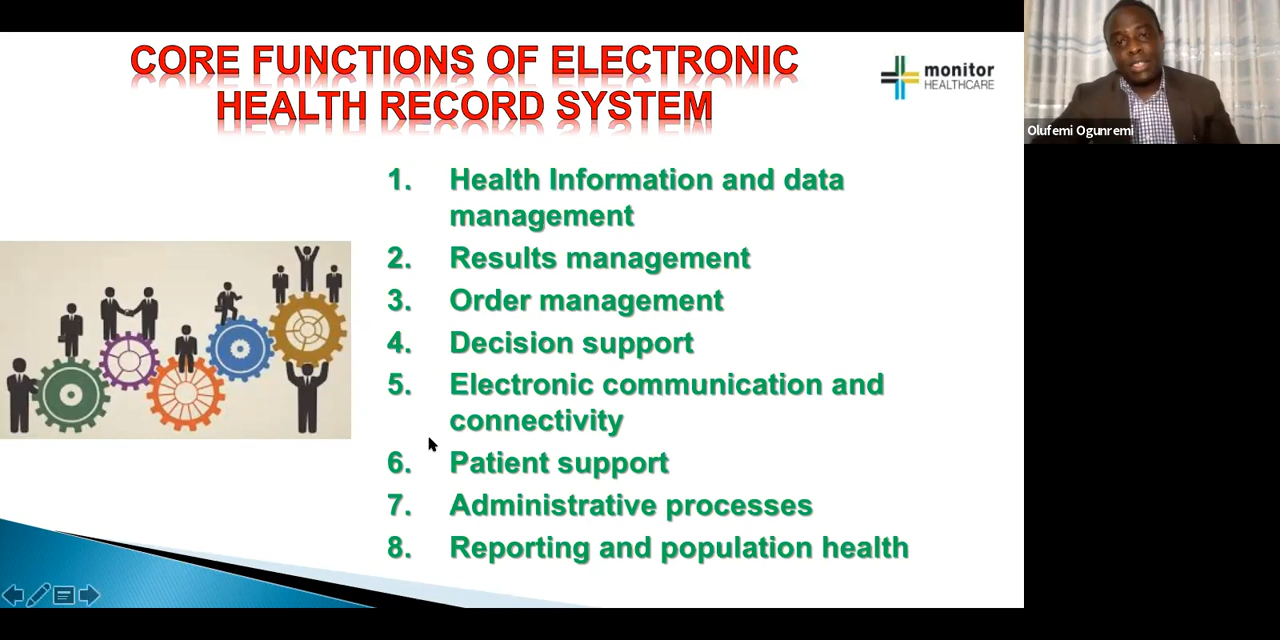 CORE FUNCTIONS OF ELECTRONIC
HEALTH RECORD SYSTEM
monitor
HEALTHCARE
Olufemi Ogunremi
1. Health Information and data
management
2. Results management
3. Order management
4. Decision support
5. Electronic communication and
connectivity
6. Patient support
7. Administrative processes
8. Reporting and population health